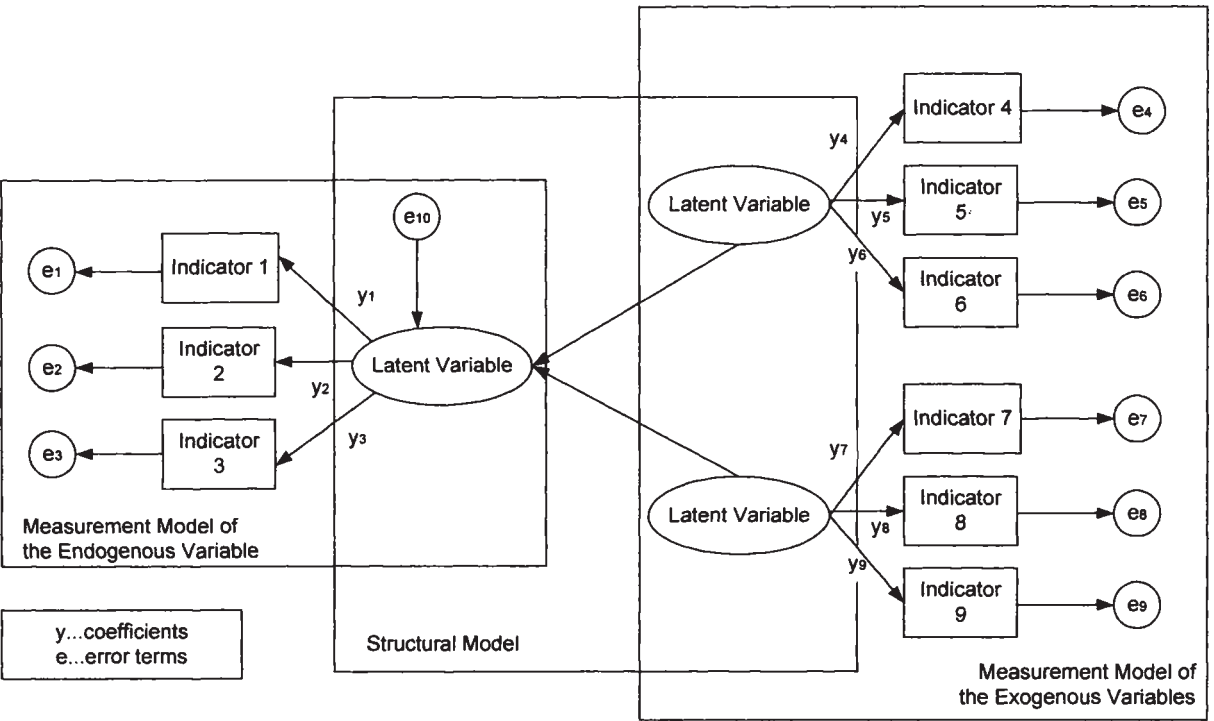 e10
e1
Indicator 1
y1
e2
Indicator
2
y2
Latent Variable
e3
Indicator
3
y3
Measurement Model of
the Endogenous Variable
y...coefficients
e...error terms
Structural Model
Latent Variable
y4
Indicator 4
e4
y5
Indicator
5
e5
y6
Indicator
6
e6
Latent Variable
y7
Indicator 7
e7
y8
Indicator
8
e8
y9
Indicator
9
e9
Measurement Model of
the Exogenous Variables